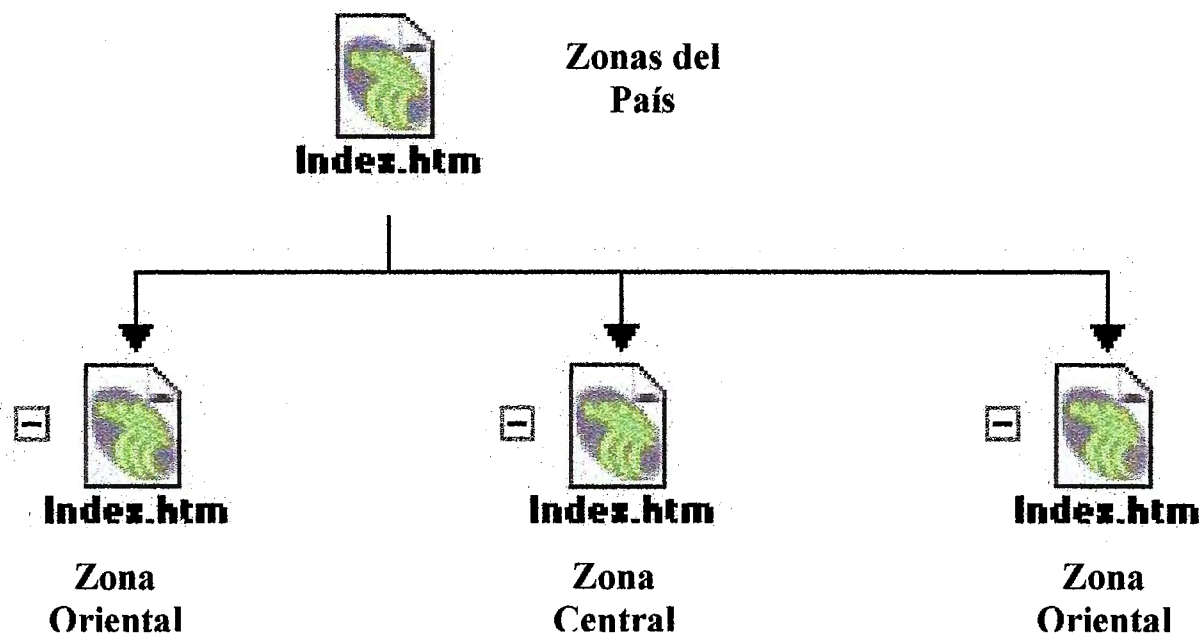 Zonas del
País
Index.htm
Index.htm
Index.htm
Index.htm
Zona
Oriental
Zona
Central
Zona
Oriental